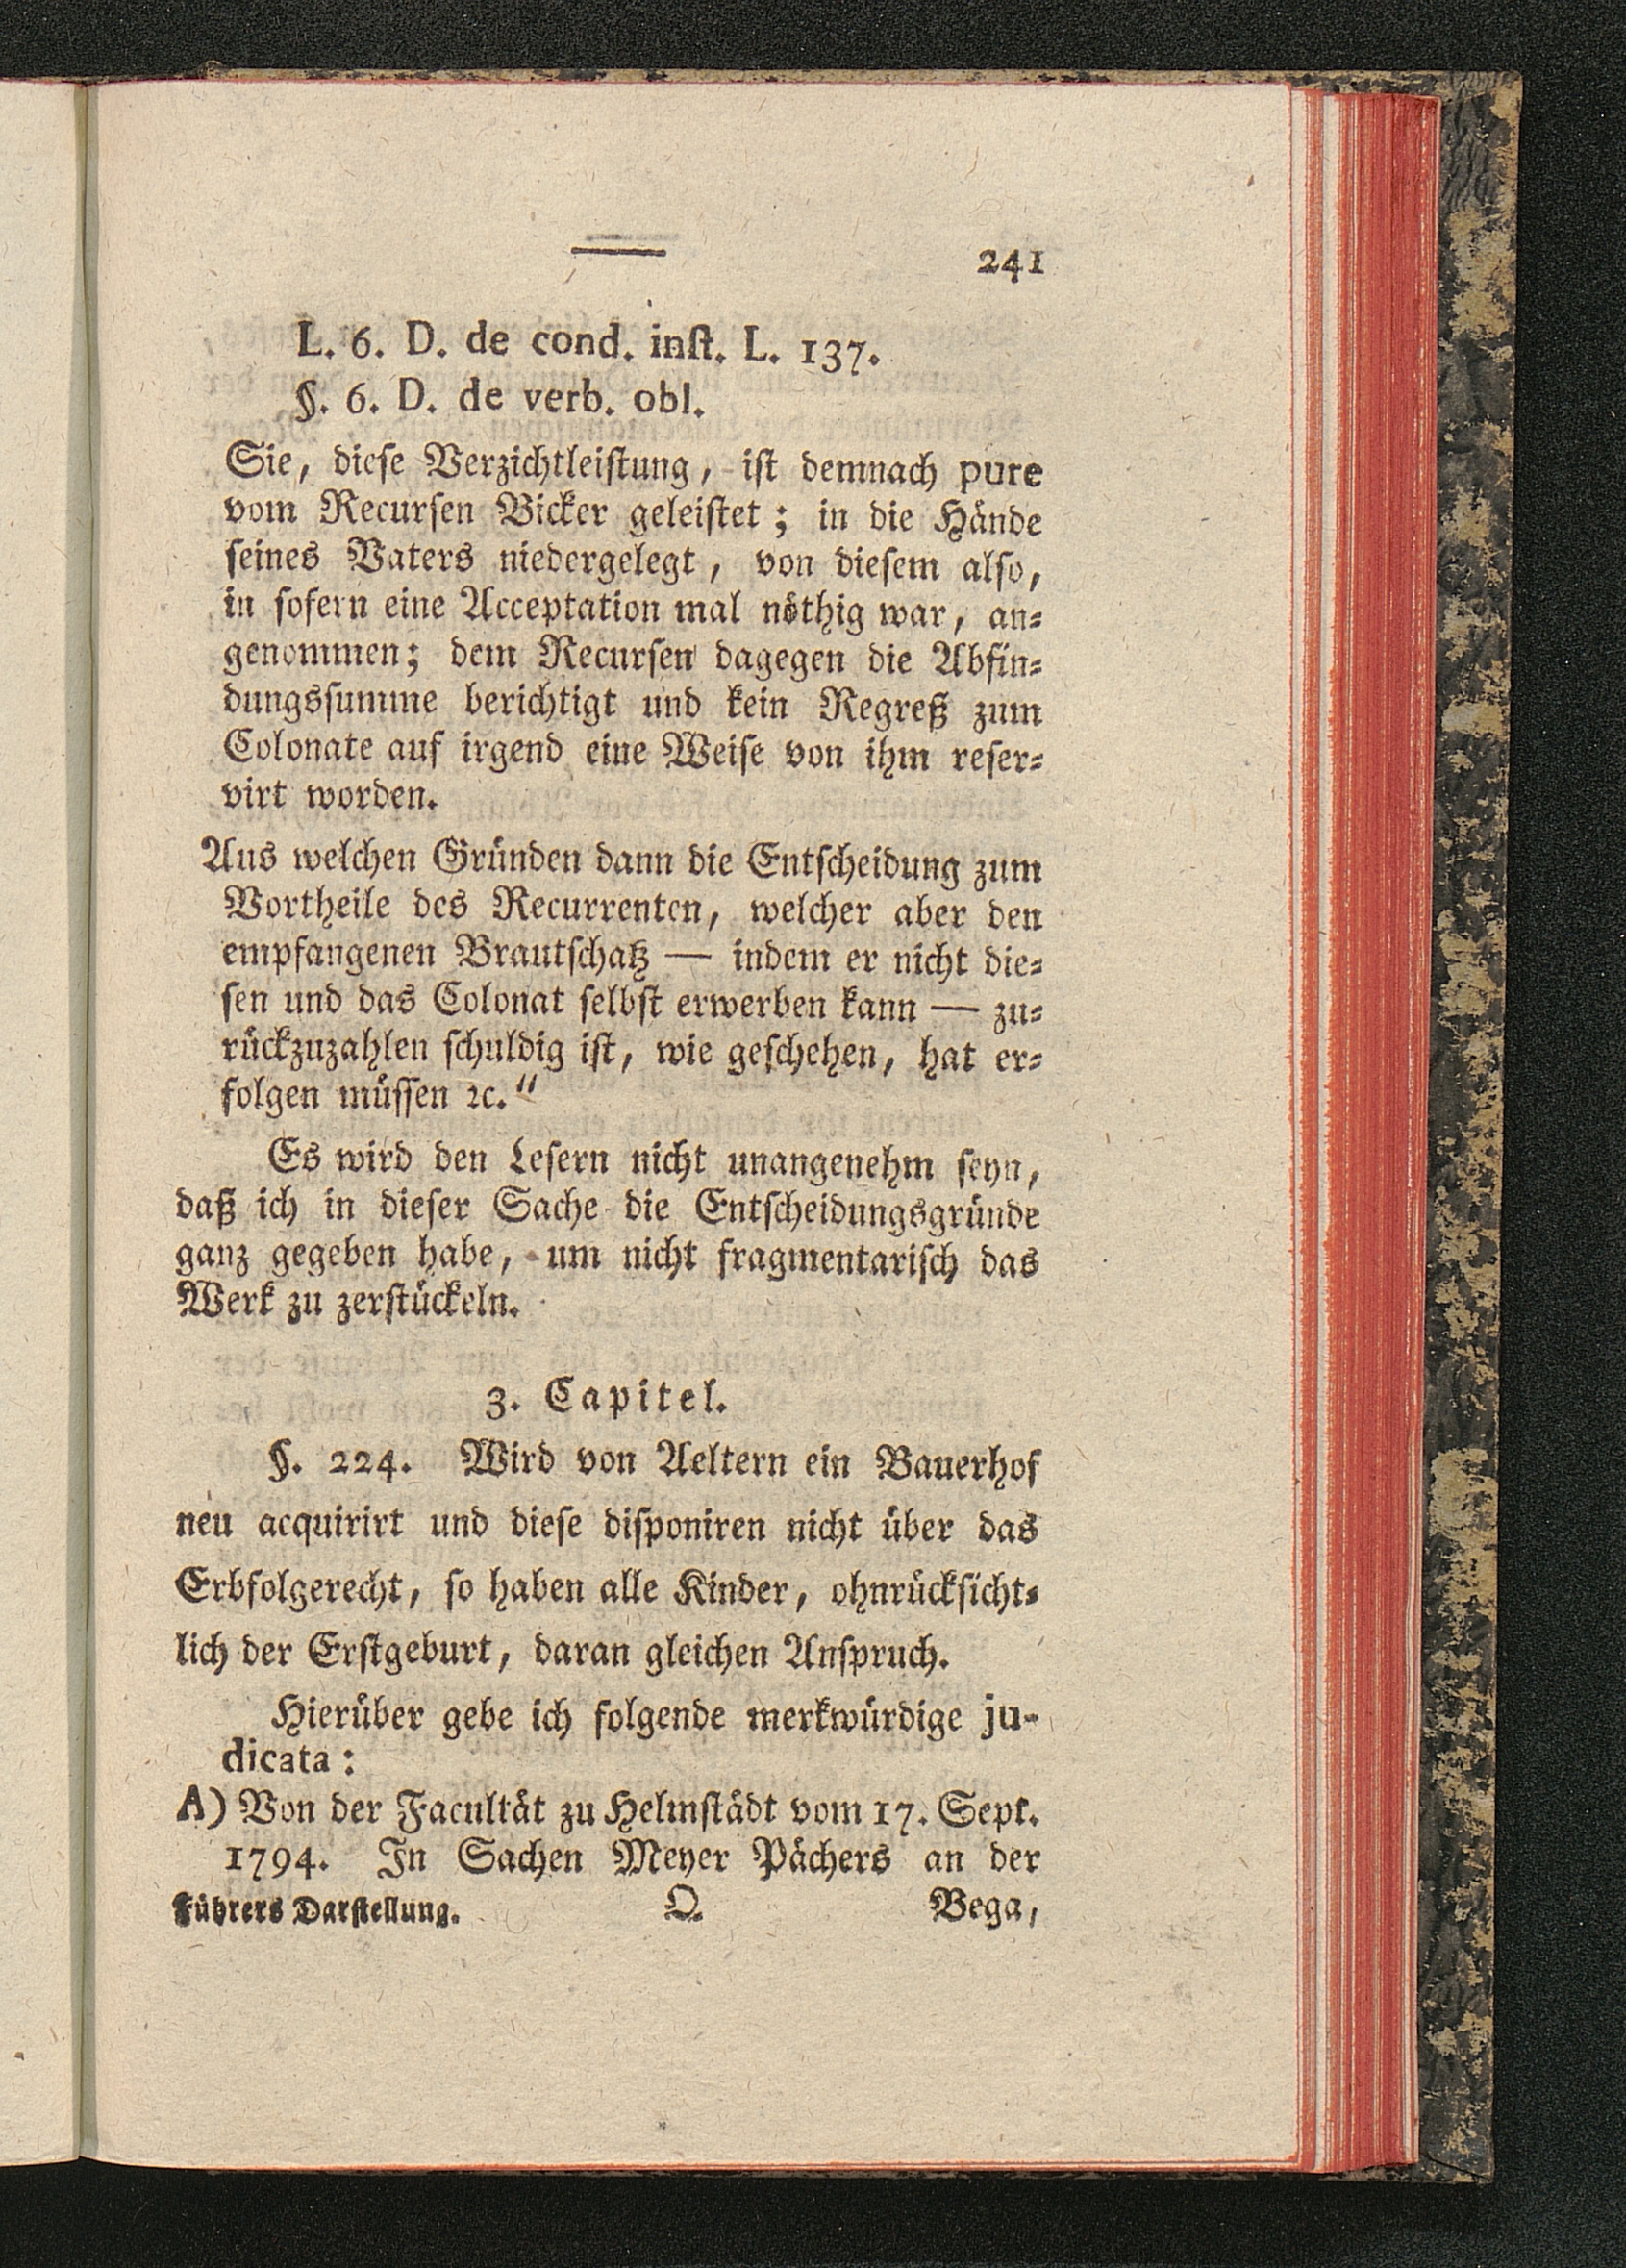 241
L. 6. D. de cond. inſt. L. 137.
§. 6. D. de verb. obl.
Sie, dieſe Verzichtleiſtung, iſt demnach pure
vom Recurſen Vicker geleiſtet; in die Hände
ſeines Vaters niedergelegt, von dieſem alſo,
in ſofern eine Acceptation mal nöthig war, an-
genommen; dem Recurſen dagegen die Abfin-
dungsſumme berichtigt und kein Regreß zum
Colonate auf irgend eine Weiſe von ihm reſer-
virt worden.
Aus welchen Gründen dann die Entſcheidung zum
Vortheile des Recurrenten, welcher aber den
empfangenen Brautſchatz — indem er nicht die-
ſen und das Colonat ſelbſt erwerben kann — zu-
rückzuzahlen ſchuldig iſt, wie geſchehen, hat er-
folgen müſſen ꝛc.“
Es wird den Leſern nicht unangenehm ſeyn,
daß ich in dieſer Sache die Entſcheidungsgründe
ganz gegeben habe, um nicht fragmentariſch das
Werk zu zerſtückeln.
3. Capitel.
§. 224. Wird von Aeltern ein Bauerhof
neu acquirirt und dieſe diſponiren nicht über das
Erbfolgerecht, ſo haben alle Kinder, ohnrückſicht-
lich der Erſtgeburt, daran gleichen Anſpruch.
Hierüber gebe ich folgende merkwürdige ju-
dicata:
A) Von der Facultät zu Helmſtädt vom 17. Sept.
1794. In Sachen Meyer Pächers an der
Führers Darſtellung. Q Bega,